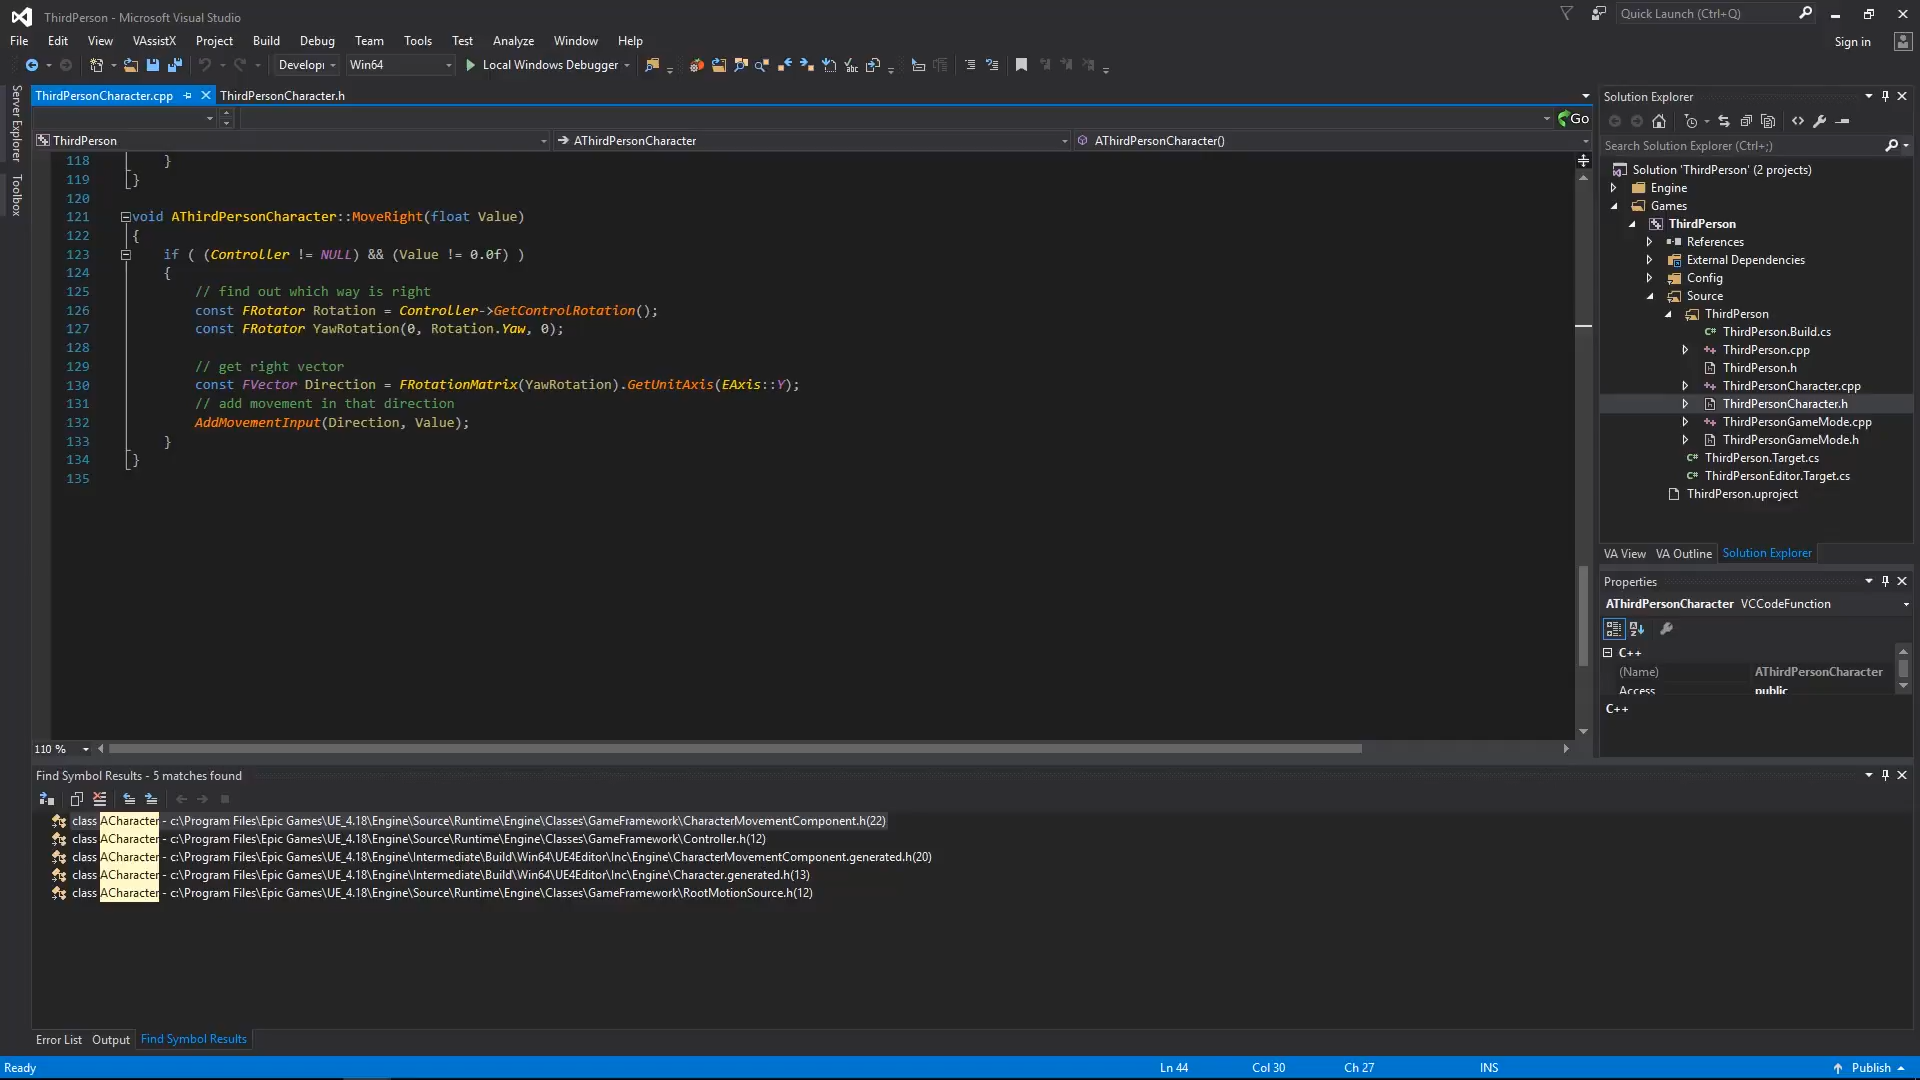 ThirdPerson - Microsoft Visual Studio
Quick Launch (Ctrl+Q)
File Edit View VAssistX Project Build Debug Team Tools Test Analyze Window Help
Sign in
Developi Win64 Local Windows Debugger
Server Explorer
Toolbox
ThirdPersonCharacter.cpp ThirdPersonCharacter.h
Go
ThirdPerson AThirdPersonCharacter AThirdPersonCharacter()
118 }
119 }
120
121 void AThirdPersonCharacter::MoveRight(float Value)
122 {
123 if ( (Controller != NULL) && (Value != 0.0f) )
124 {
125 // find out which way is right
126 const FRotator Rotation = Controller->GetControlRotation();
127 const FRotator YawRotation(0, Rotation.Yaw, 0);
128
129 // get right vector
130 const FVector Direction = FRotationMatrix(YawRotation).GetUnitAxis(EAxis::Y);
131 // add movement in that direction
132 AddMovementInput(Direction, Value);
133 }
134 }
135
110 %
Solution Explorer
Search Solution Explorer (Ctrl+;)
Solution 'ThirdPerson' (2 projects)
Engine
Games
ThirdPerson
References
External Dependencies
Config
Source
ThirdPerson
C# ThirdPerson.Build.cs
ThirdPerson.cpp
ThirdPerson.h
ThirdPersonCharacter.cpp
ThirdPersonCharacter.h
ThirdPersonGameMode.cpp
ThirdPersonGameMode.h
C# ThirdPerson.Target.cs
C# ThirdPersonEditor.Target.cs
ThirdPerson.uproject
VA View VA Outline Solution Explorer
Properties
AThirdPersonCharacter VCCodeFunction
C++
(Name) AThirdPersonCharacter
Access public
C++
Find Symbol Results - 5 matches found
class ACharacter - c:\Program Files\Epic Games\UE_4.18\Engine\Source\Runtime\Engine\Classes\GameFramework\CharacterMovementComponent.h(22)
class ACharacter - c:\Program Files\Epic Games\UE_4.18\Engine\Source\Runtime\Engine\Classes\GameFramework\Controller.h(12)
class ACharacter - c:\Program Files\Epic Games\UE_4.18\Engine\Intermediate\Build\Win64\UE4Editor\Inc\Engine\CharacterMovementComponent.generated.h(20)
class ACharacter - c:\Program Files\Epic Games\UE_4.18\Engine\Intermediate\Build\Win64\UE4Editor\Inc\Engine\Character.generated.h(13)
class ACharacter - c:\Program Files\Epic Games\UE_4.18\Engine\Source\Runtime\Engine\Classes\GameFramework\RootMotionSource.h(12)
Error List Output Find Symbol Results
Ready Ln 44 Col 30 Ch 27 INS Publish